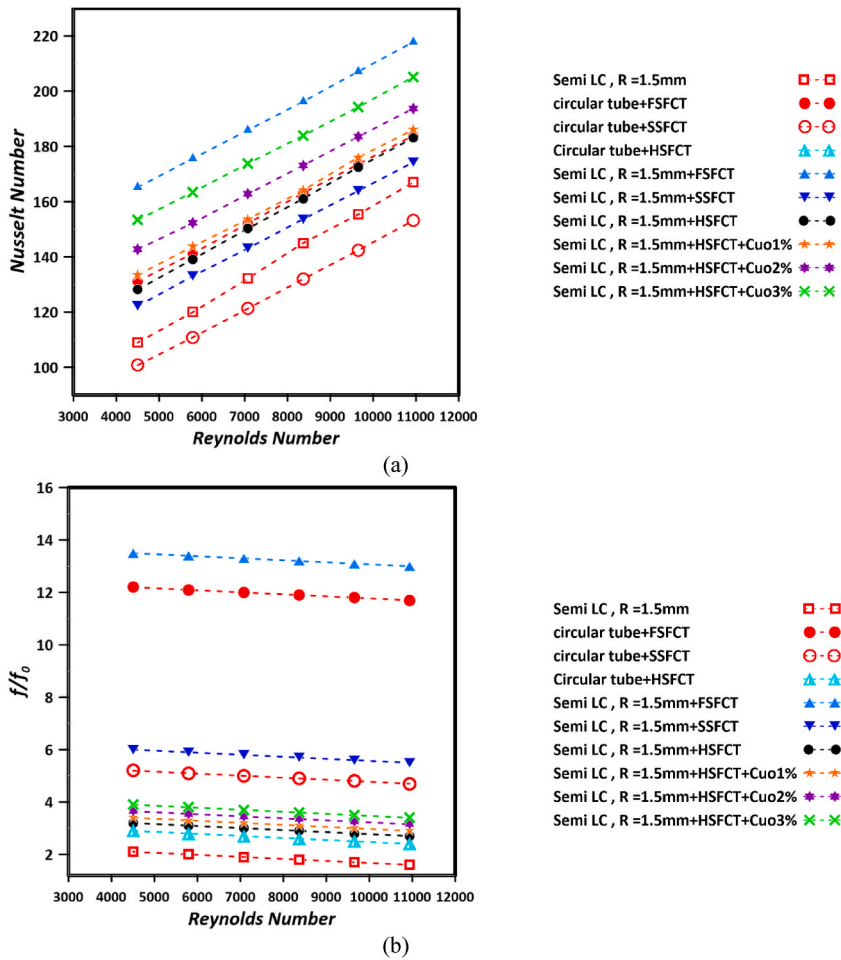 220
200
180
160
140
120
100
Nusselt Number
3000 4000 5000 6000 7000 8000 9000 10000 11000 12000
Reynolds Number
Semi LC , R =1.5mm
circular tube+FSFCT
circular tube+SSFCT
Circular tube+HSFCT
Semi LC , R =1.5mm+FSFCT
Semi LC , R =1.5mm+SSFCT
Semi LC , R =1.5mm+HSFCT
Semi LC , R =1.5mm+HSFCT+Cuo1%
Semi LC , R =1.5mm+HSFCT+Cuo2%
Semi LC , R =1.5mm+HSFCT+Cuo3%
(a)
16
14
12
10
8
6
4
2
f/f0
3000 4000 5000 6000 7000 8000 9000 10000 11000 12000
Reynolds Number
Semi LC , R =1.5mm
circular tube+FSFCT
circular tube+SSFCT
Circular tube+HSFCT
Semi LC , R =1.5mm+FSFCT
Semi LC , R =1.5mm+SSFCT
Semi LC , R =1.5mm+HSFCT
Semi LC , R =1.5mm+HSFCT+Cuo1%
Semi LC , R =1.5mm+HSFCT+Cuo2%
Semi LC , R =1.5mm+HSFCT+Cuo3%
(b)